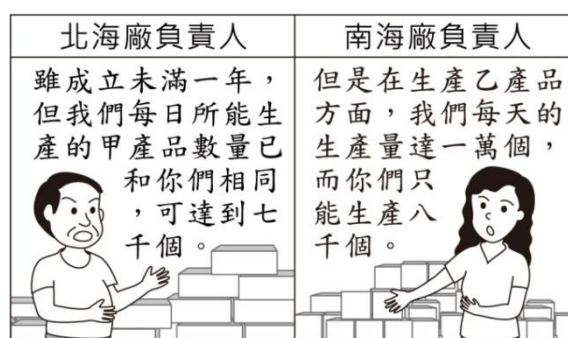 北海廠負責人
雖成立未滿一年，
但我們每日所能生
產的甲產品數量已
和你們相同
，可達到七
千個。
南海廠負責人
但是在生產乙產品
方面，我們每天的
生產量達一萬個，
而你們只
能生產八
千個。